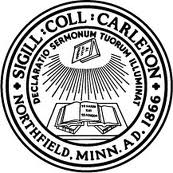 SIGILL : COLL : CARLETON
DECLARATIO SERMONUM TUORUM ILLUMINAT
NORTHFIELD, MINN. A.D. 1866